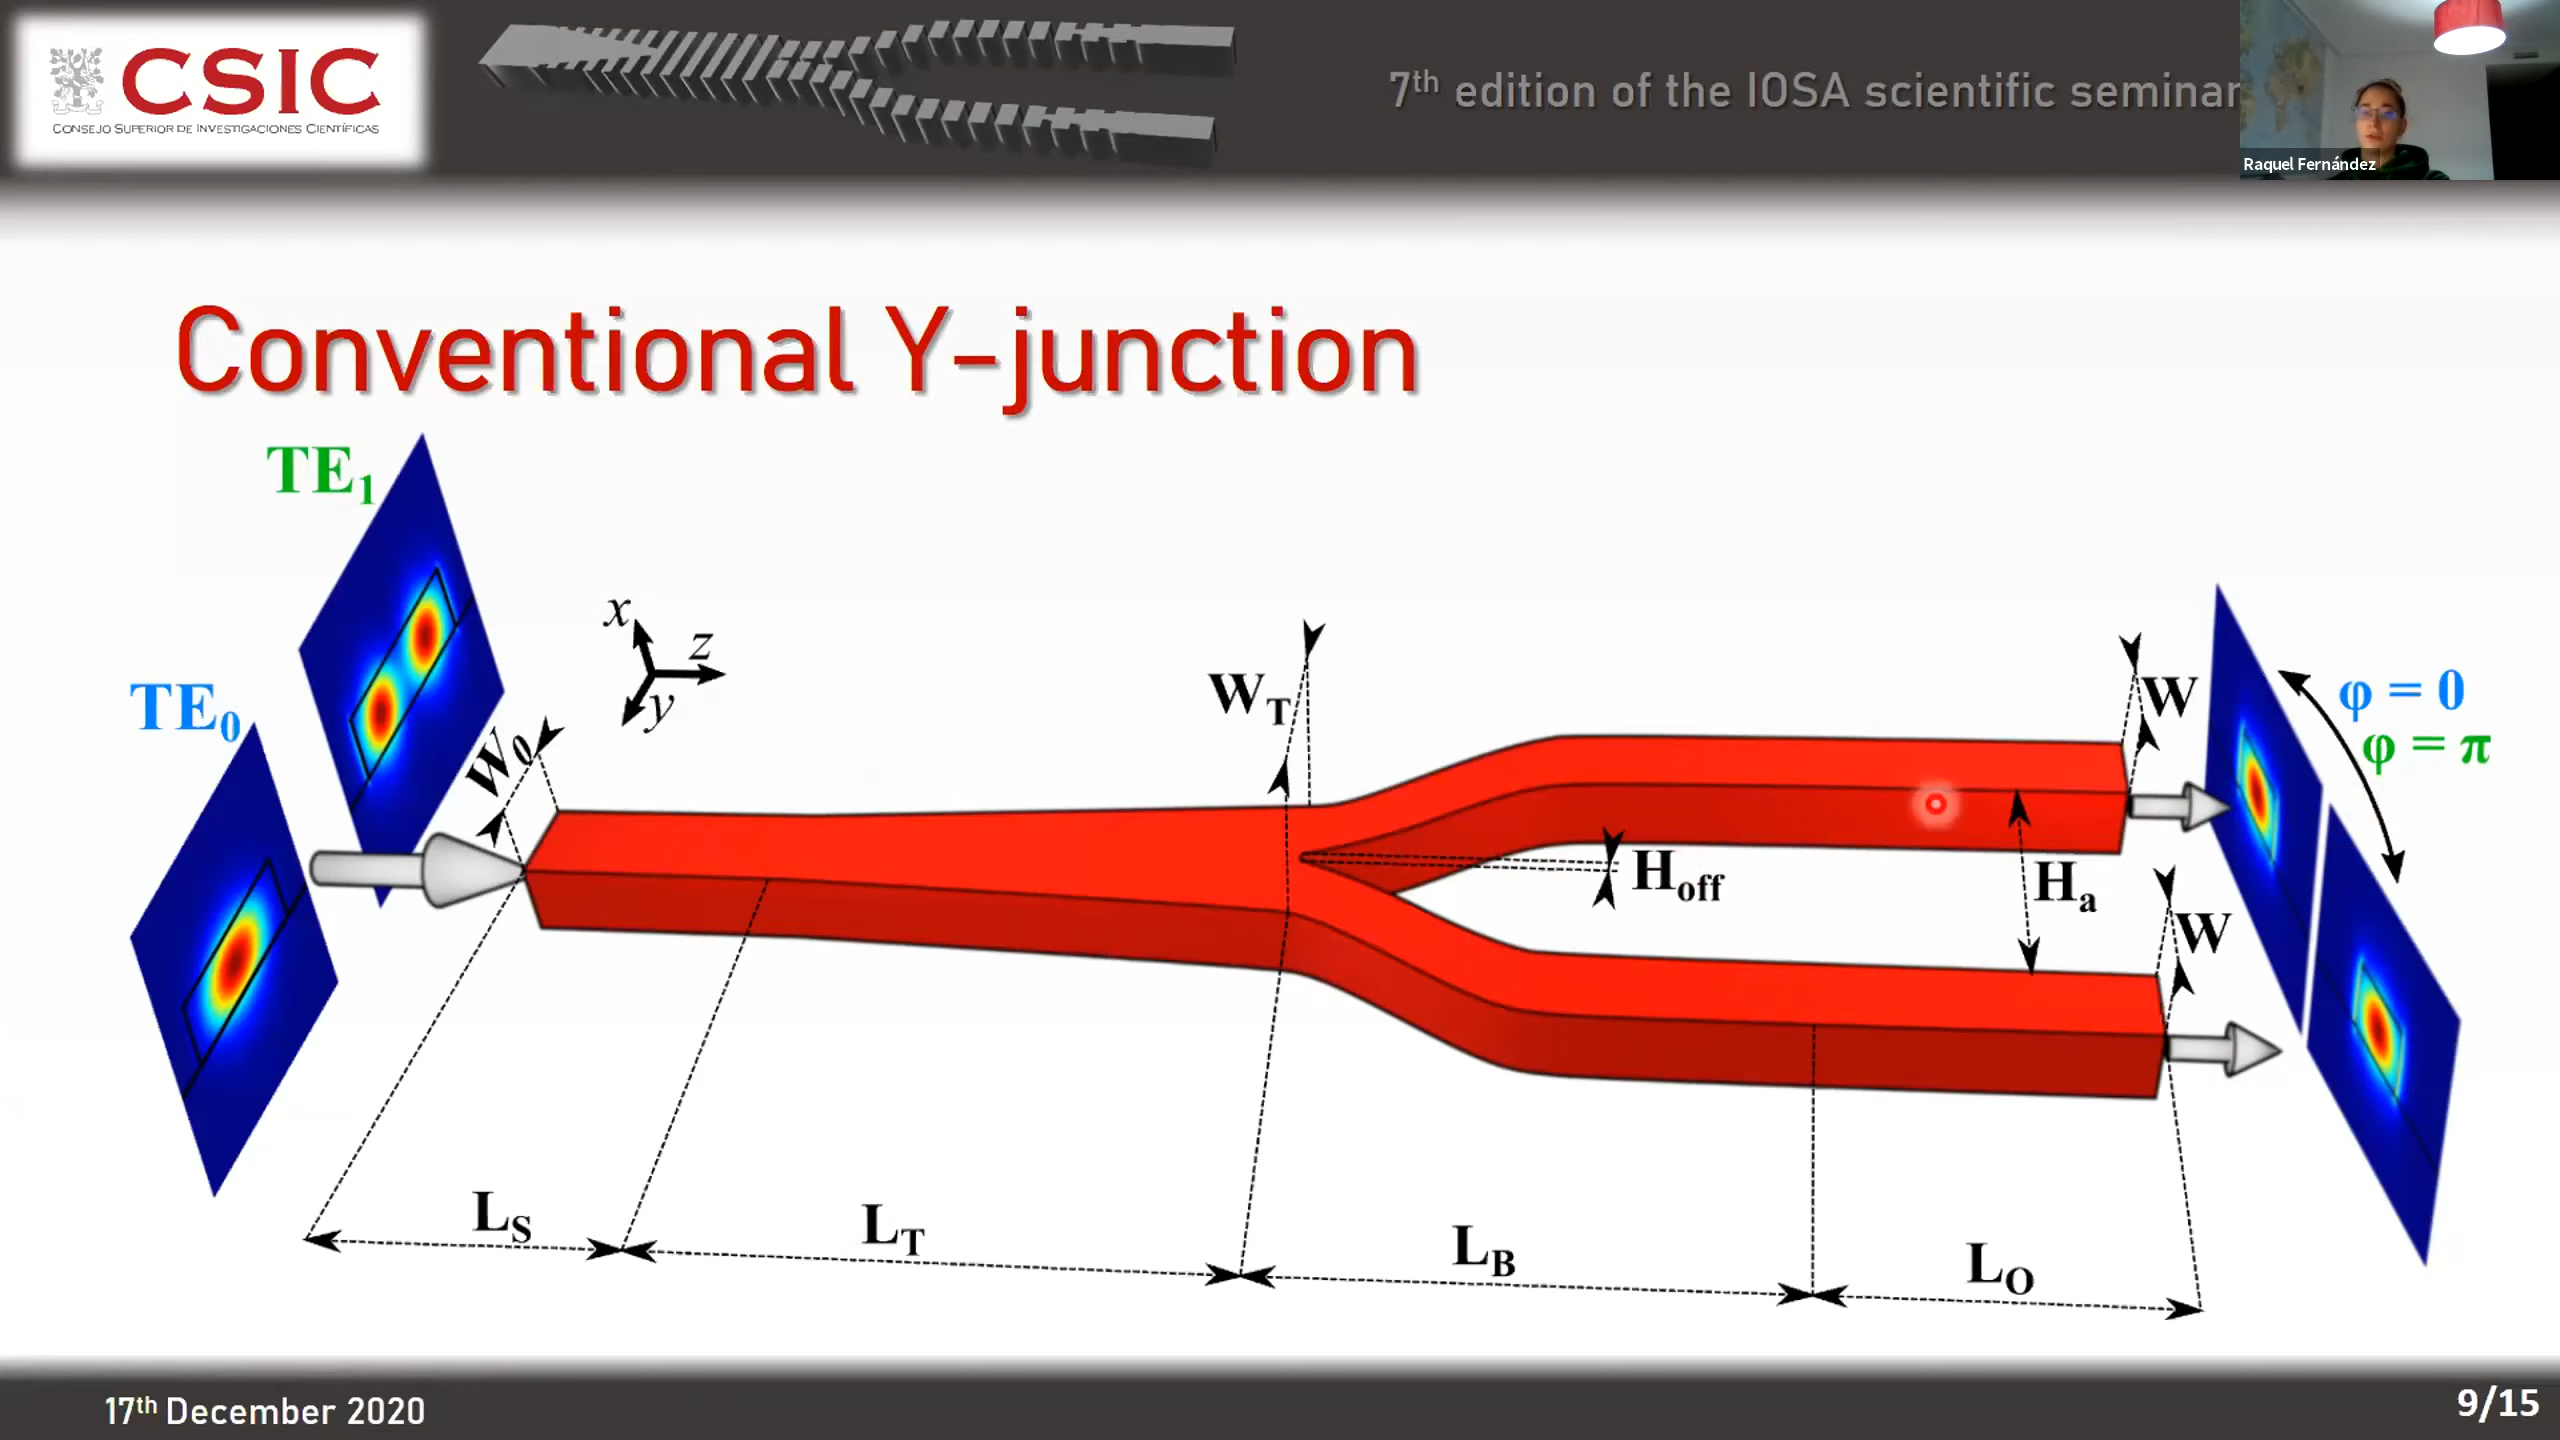 CSIC
CONSEJO SUPERIOR DE INVESTIGACIONES CIENTÍFICAS
7th edition of the IOSA scientific seminar
Raquel Fernández
Conventional Y-junction
TE1
TE0
W0
x
z
y
WT
W
φ = 0
φ = π
Hoff
Ha
W
LS
LT
LB
LO
17th December 2020
9/15